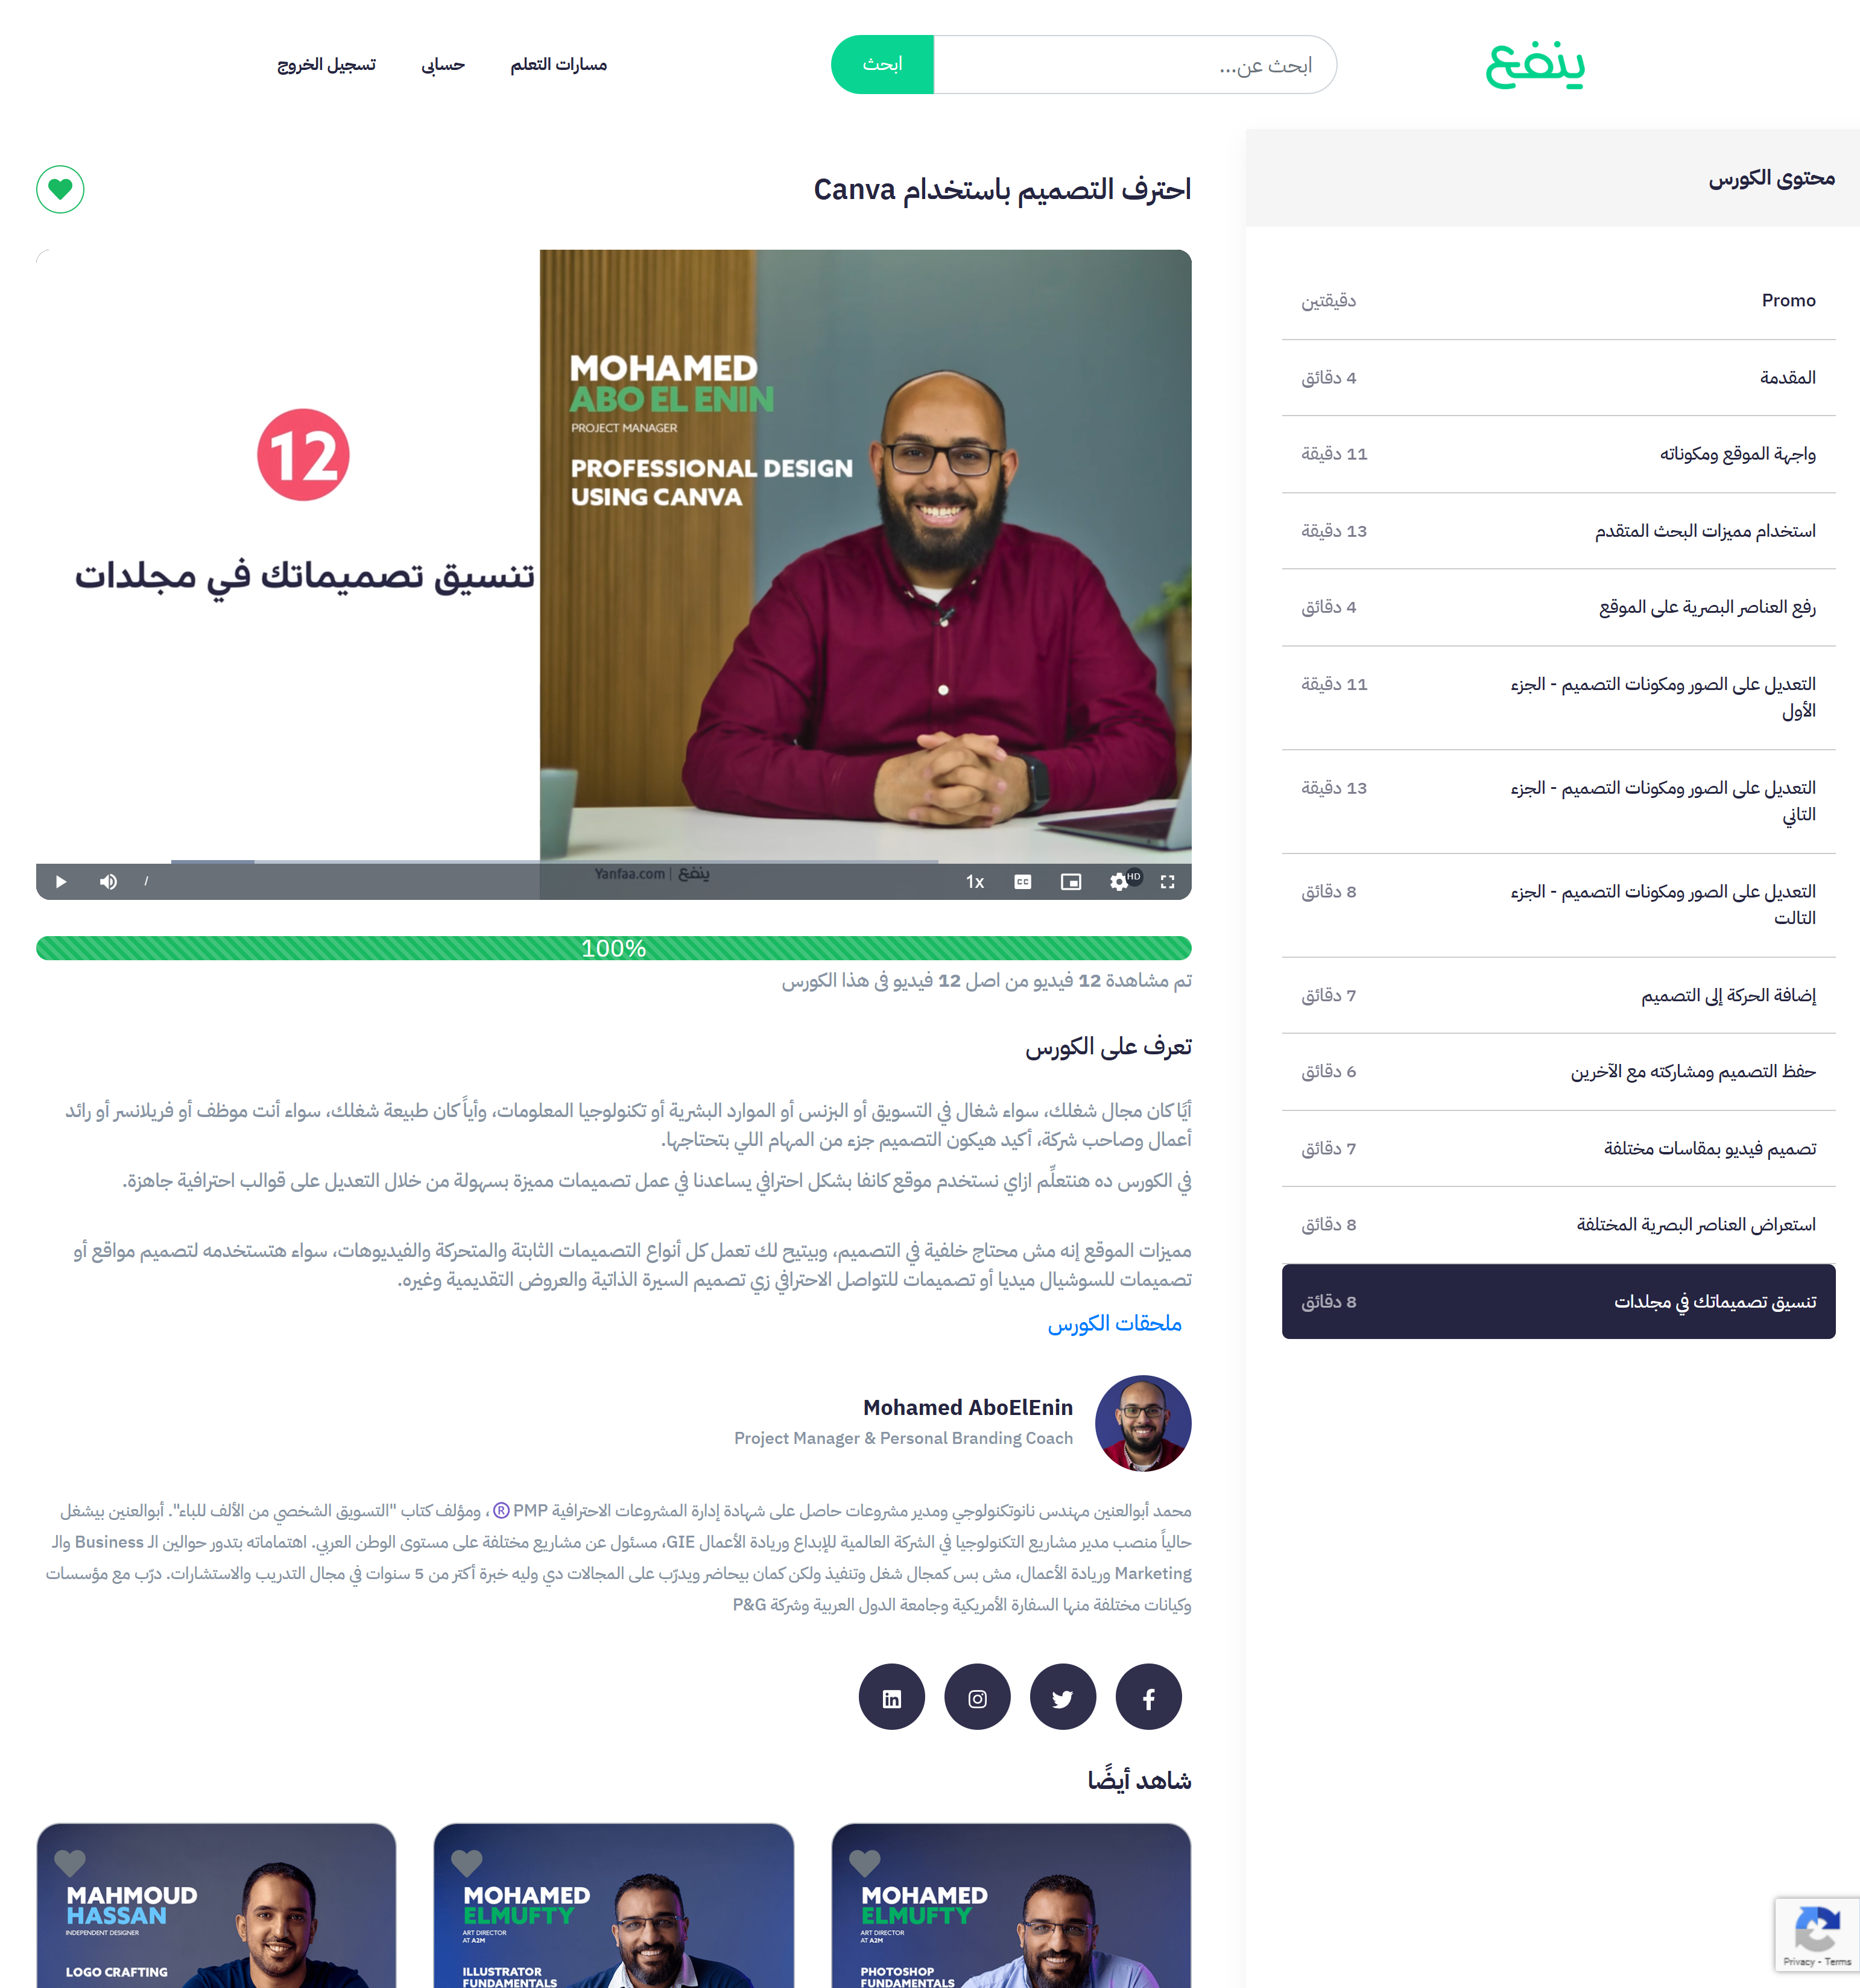 ينفع
ابحث عن...
ابحث
مسارات التعلم
حسابى
تسجيل الخروج
محتوى الكورس
Promo
دقيقتين
المقدمة
4 دقائق
واجهة الموقع ومكوناته
11 دقيقة
استخدام مميزات البحث المتقدم
13 دقيقة
رفع العناصر البصرية على الموقع
4 دقائق
التعديل على الصور ومكونات التصميم - الجزء
الأول
11 دقيقة
التعديل على الصور ومكونات التصميم - الجزء
التاني
13 دقيقة
التعديل على الصور ومكونات التصميم - الجزء
التالت
8 دقائق
إضافة الحركة إلى التصميم
7 دقائق
حفظ التصميم ومشاركته مع الآخرين
6 دقائق
تصميم فيديو بمقاسات مختلفة
7 دقائق
استعراض العناصر البصرية المختلفة
8 دقائق
تنسيق تصميماتك في مجلدات
8 دقائق
احترف التصميم باستخدام Canva
MOHAMED
ABO EL ENIN
PROJECT MANAGER
PROFESSIONAL DESIGN
USING CANVA
12
تنسيق تصميماتك في مجلدات
Yanfaa.com | ينفع
/
1x
CC
HD
100%
تم مشاهدة 12 فيديو من اصل 12 فيديو فى هذا الكورس
تعرف على الكورس
أيًا كان مجال شغلك، سواء شغال في التسويق أو البزنس أو الموارد البشرية أو تكنولوجيا المعلومات، وأياً كان طبيعة شغلك، سواء أنت موظف أو فريلانسر أو رائد
أعمال وصاحب شركة، أكيد هيكون التصميم جزء من المهام اللي بتحتاجها.
في الكورس ده هنتعلِّم ازاي نستخدم موقع كانفا بشكل احترافي يساعدنا في عمل تصميمات مميزة بسهولة من خلال التعديل على قوالب احترافية جاهزة.
مميزات الموقع إنه مش محتاج خلفية في التصميم، وبيتيح لك تعمل كل أنواع التصميمات الثابتة والمتحركة والفيديوهات، سواء هتستخدمه لتصميم مواقع أو
تصميمات للسوشيال ميديا أو تصميمات للتواصل الاحترافي زي تصميم السيرة الذاتية والعروض التقديمية وغيره.
ملحقات الكورس
Mohamed AboElEnin
Project Manager & Personal Branding Coach
محمد أبوالعنين مهندس نانوتكنولوجي ومدير مشروعات حاصل على شهادة إدارة المشروعات الاحترافية PMP ®️، ومؤلف كتاب "التسويق الشخصي من الألف للباء". أبوالعنين بيشغل
حالياً منصب مدير مشاريع التكنولوجيا في الشركة العالمية للإبداع وريادة الأعمال GIE، مسئول عن مشاريع مختلفة على مستوى الوطن العربي. اهتماماته بتدور حوالين الـ Business والـ
Marketing وريادة الأعمال، مش بس كمجال شغل وتنفيذ ولكن كمان بيحاضر ويدرّب على المجالات دي وليه خبرة أكتر من 5 سنوات في مجال التدريب والاستشارات. درّب مع مؤسسات
وكيانات مختلفة منها السفارة الأمريكية وجامعة الدول العربية وشركة P&G
شاهد أيضًا
MOHAMED
ELMUFTY
ART DIRECTOR
AT A2M
PHOTOSHOP
FUNDAMENTALS
MOHAMED
ELMUFTY
ART DIRECTOR
AT A2M
ILLUSTRATOR
FUNDAMENTALS
MAHMOUD
HASSAN
INDEPENDENT DESIGNER
LOGO CRAFTING
Privacy - Terms